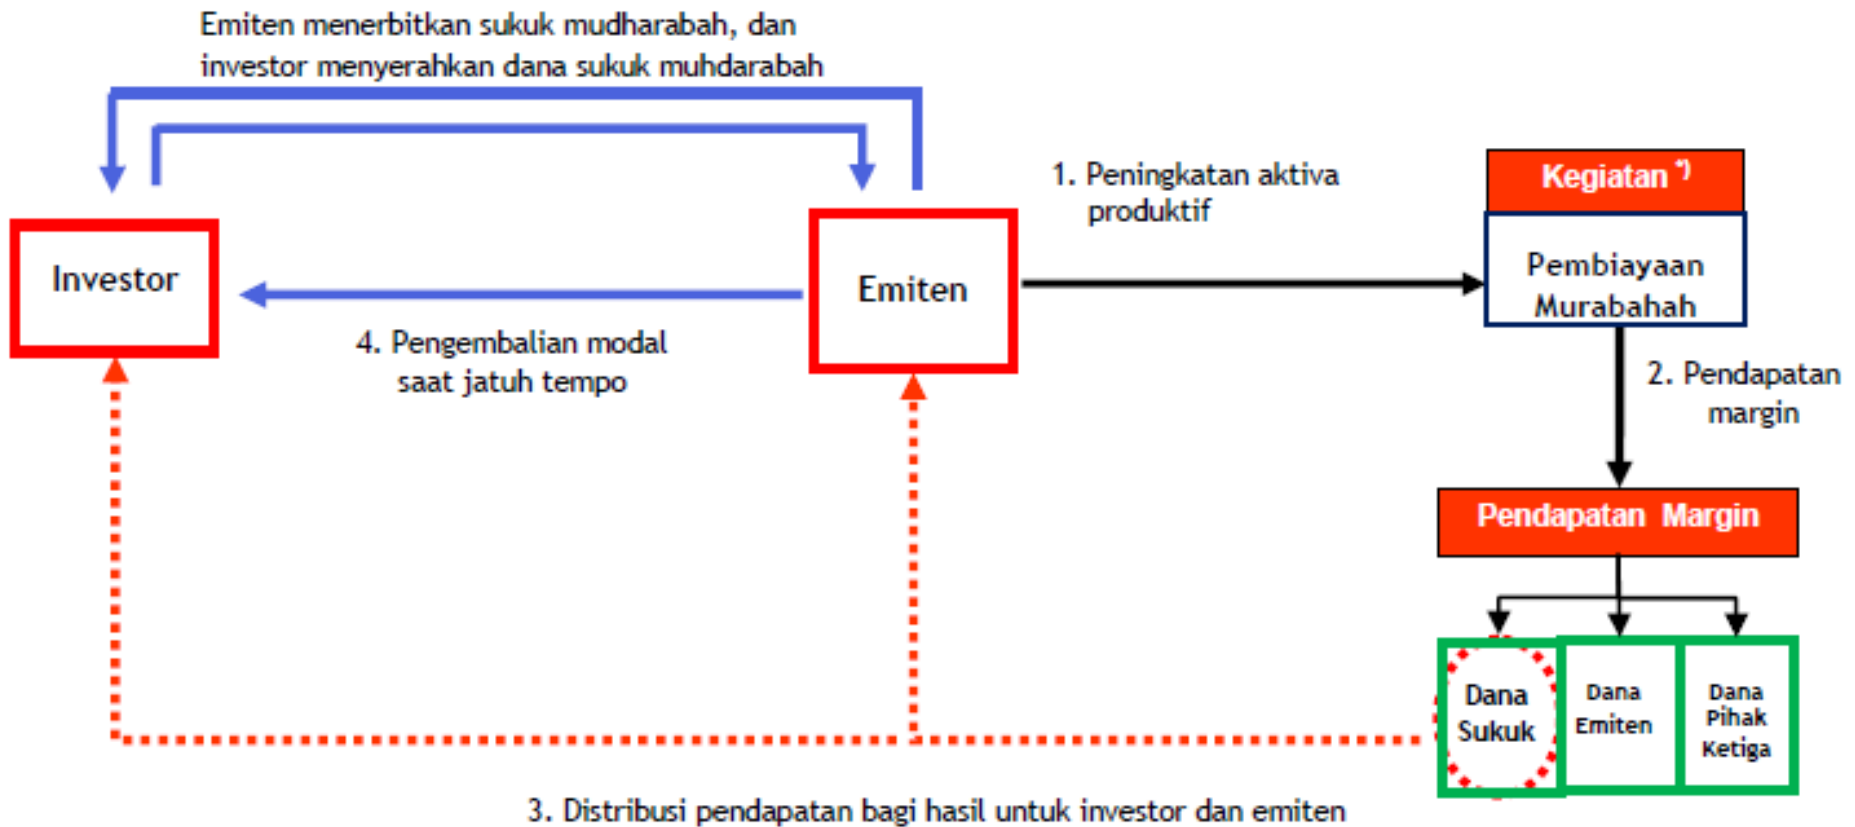 Emiten menerbitkan sukuk mudharabah, dan
investor menyerahkan dana sukuk muhdarabah
1. Peningkatan aktiva
produktif
Kegiatan *)
Pembiayaan
Murabahah
Investor
Emiten
4. Pengembalian modal
saat jatuh tempo
2. Pendapatan
margin
Pendapatan Margin
Dana
Sukuk
Dana
Emiten
Dana
Pihak
Ketiga
3. Distribusi pendapatan bagi hasil untuk investor dan emiten